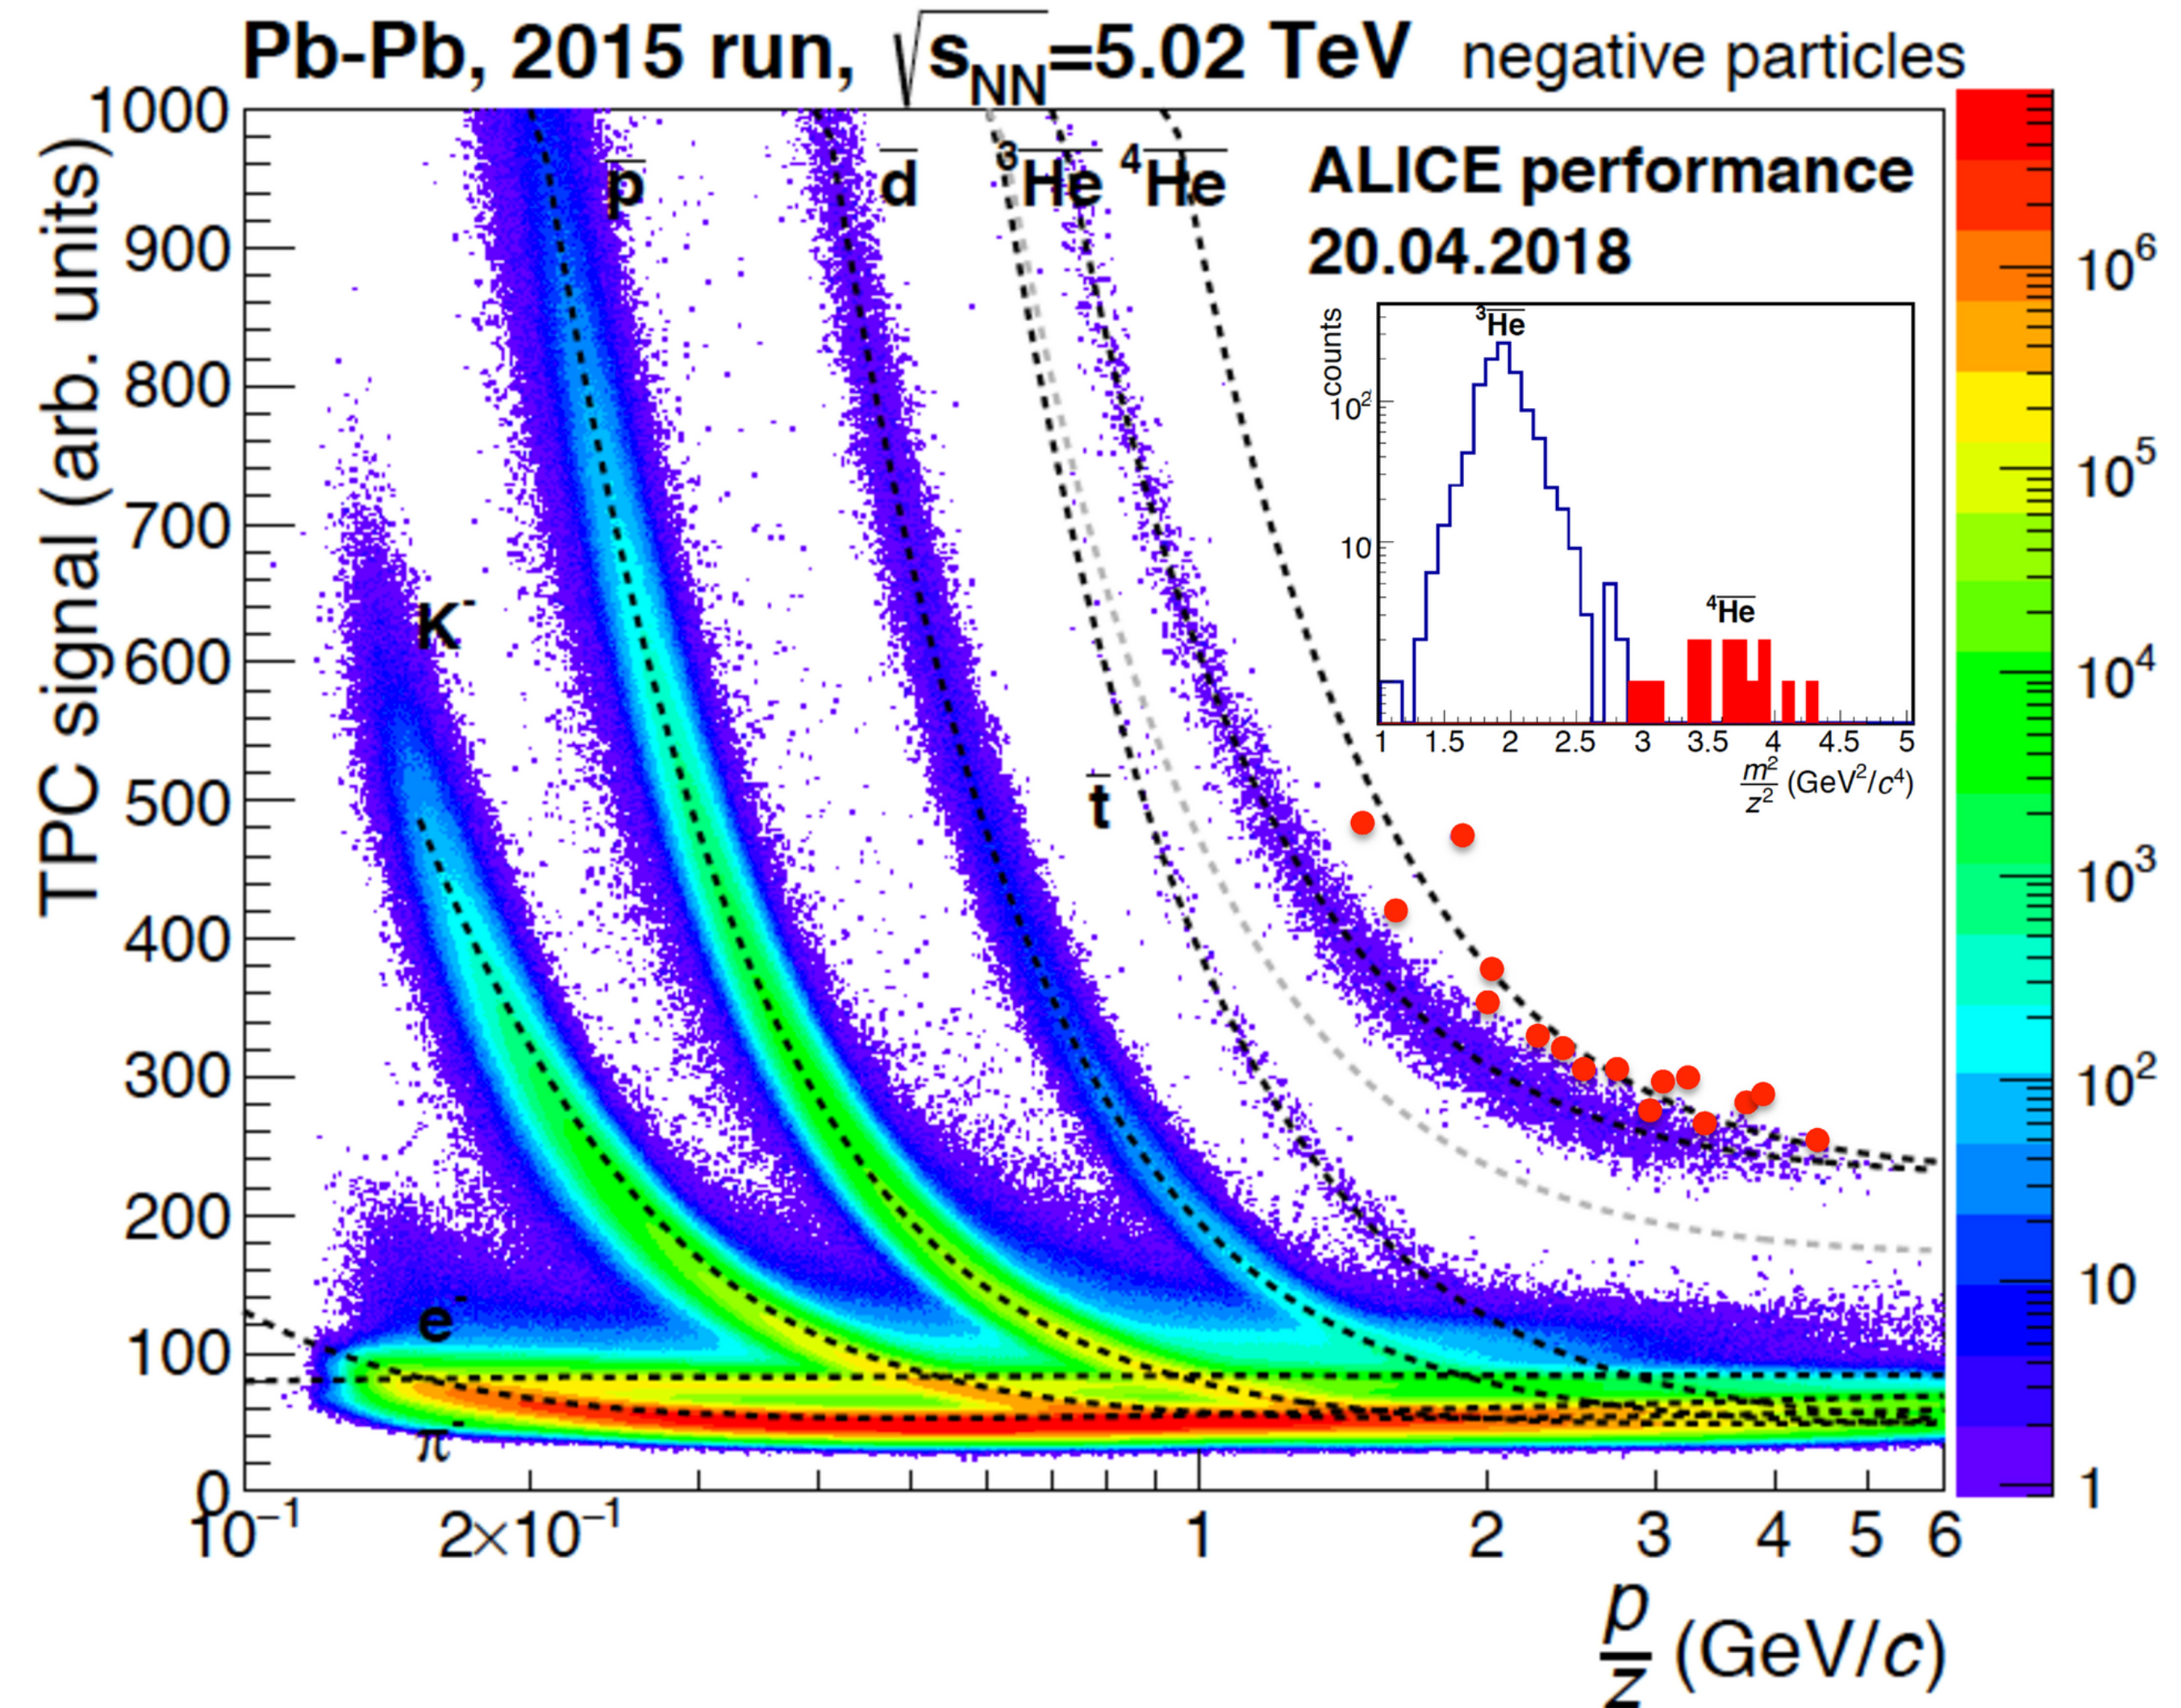 Pb-Pb, 2015 run, √sNN=5.02 TeV negative particles
TPC signal (arb. units)
1000
900
800
700
600
500
400
300
200
100
0
p̅
d̅
³H̅e̅
⁴H̅e̅
ALICE performance
20.04.2018
K⁻
t̅
e⁻
π⁻
counts
³H̅e̅
10²
10
⁴H̅e̅
1 1.5 2 2.5 3 3.5 4 4.5 5
m²/z² (GeV²/c⁴)
10⁶
10⁵
10⁴
10³
10²
10
1
10⁻¹ 2×10⁻¹ 1 2 3 4 5 6
p/z (GeV/c)